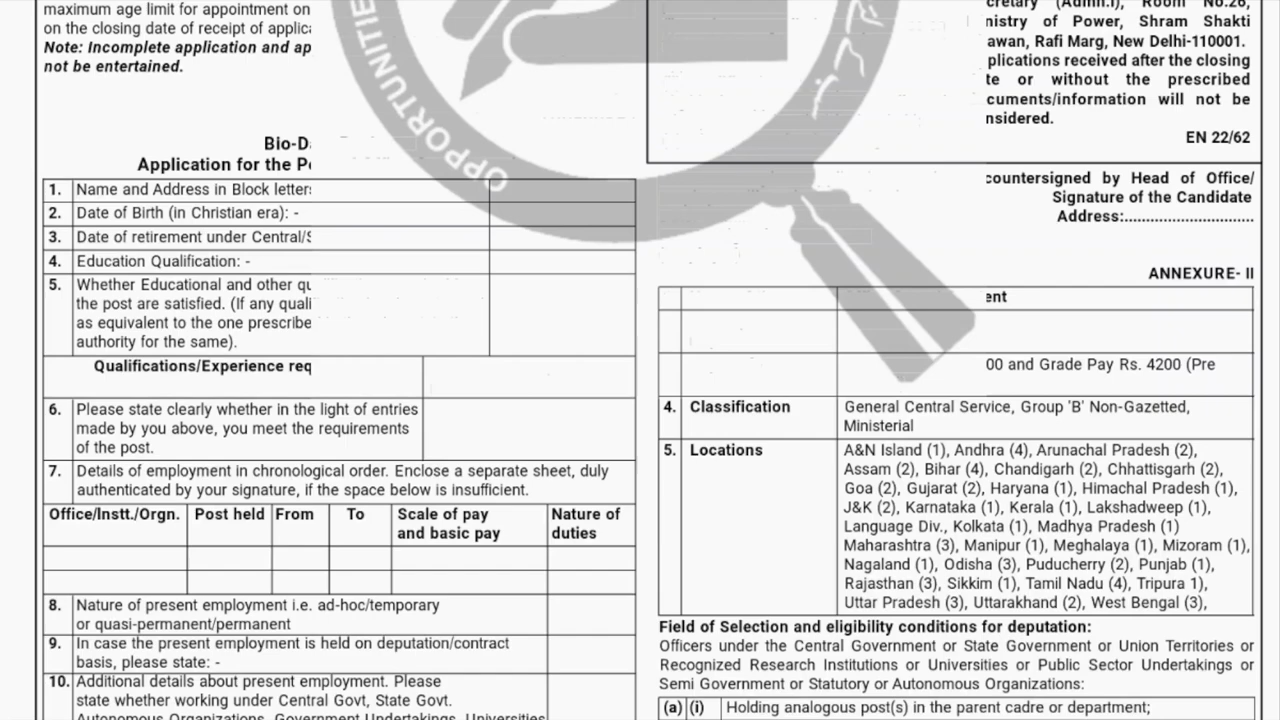 maximum age limit for appointment on
on the closing date of receipt of applic
Note: Incomplete application and ap
not be entertained.
Bio-D
Application for the P
1. Name and Address in Block letter
2. Date of Birth (in Christian era): -
3. Date of retirement under Central/S
4. Education Qualification: -
5. Whether Educational and other qu
the post are satisfied. (If any quali
as equivalent to the one prescribe
authority for the same).
Qualifications/Experience req
6. Please state clearly whether in the light of entries
made by you above, you meet the requirements
of the post.
7. Details of employment in chronological order. Enclose a separate sheet, duly
authenticated by your signature, if the space below is insufficient.
Office/Instt./Orgn. Post held From To Scale of pay and basic pay Nature of duties
8. Nature of present employment i.e. ad-hoc/temporary
or quasi-permanent/permanent
9. In case the present employment is held on deputation/contract
basis, please state: -
10. Additional details about present employment. Please
state whether working under Central Govt, State Govt.
Autonomous Organizations, Government Undertakings, Universities
OPPORTUNITIE
cretary (Admn.I), Room No.26,
nistry of Power, Shram Shakti
awan, Rafi Marg, New Delhi-110001.
plications received after the closing
te or without the prescribed
cuments/information will not be
nsidered.
EN 22/62
countersigned by Head of Office/
Signature of the Candidate
Address:.............................
ANNEXURE- II
ent
00 and Grade Pay Rs. 4200 (Pre
4. Classification General Central Service, Group 'B' Non-Gazetted,
Ministerial
5. Locations A&N Island (1), Andhra (4), Arunachal Pradesh (2),
Assam (2), Bihar (4), Chandigarh (2), Chhattisgarh (2),
Goa (2), Gujarat (2), Haryana (1), Himachal Pradesh (1),
J&K (2), Karnataka (1), Kerala (1), Lakshadweep (1),
Language Div., Kolkata (1), Madhya Pradesh (1)
Maharashtra (3), Manipur (1), Meghalaya (1), Mizoram (1),
Nagaland (1), Odisha (3), Puducherry (2), Punjab (1),
Rajasthan (3), Sikkim (1), Tamil Nadu (4), Tripura 1),
Uttar Pradesh (3), Uttarakhand (2), West Bengal (3),
Field of Selection and eligibility conditions for deputation:
Officers under the Central Government or State Government or Union Territories or
Recognized Research Institutions or Universities or Public Sector Undertakings or
Semi Government or Statutory or Autonomous Organizations:
(a) (i) Holding analogous post(s) in the parent cadre or department;